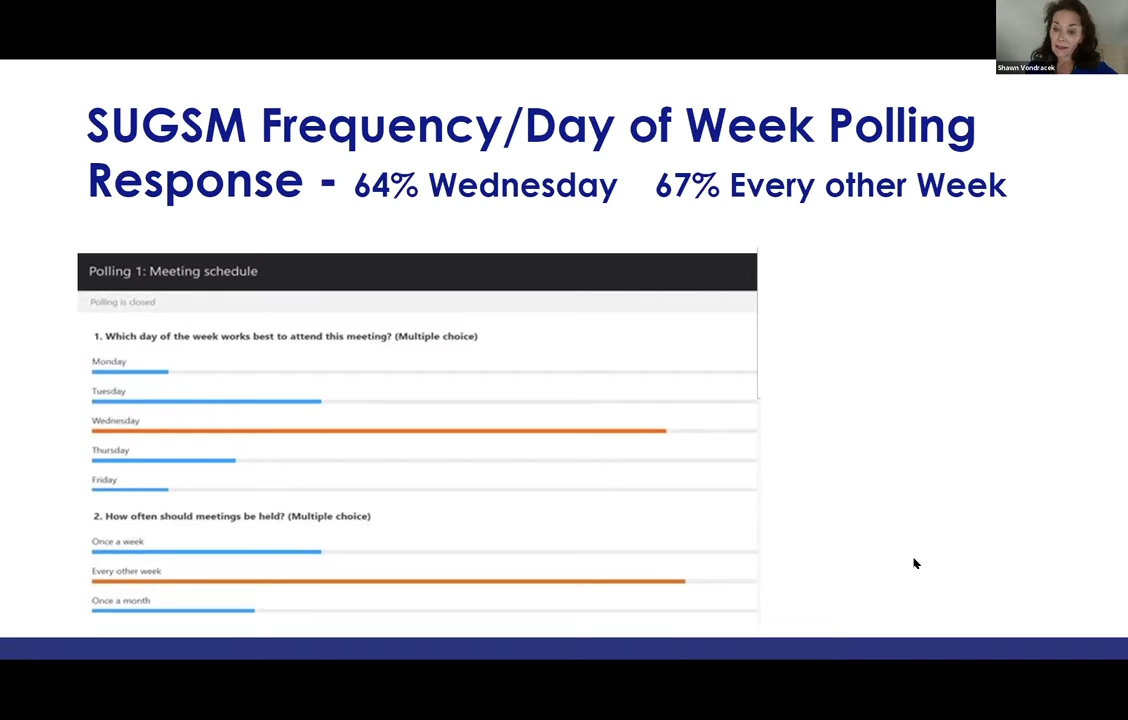 Shawn Vondracek
SUGSM Frequency/Day of Week Polling
Response - 64% Wednesday 67% Every other Week
Polling 1: Meeting schedule
Polling is closed
1. Which day of the week works best to attend this meeting? (Multiple choice)
Monday
Tuesday
Wednesday
Thursday
Friday
2. How often should meetings be held? (Multiple choice)
Once a week
Every other week
Once a month